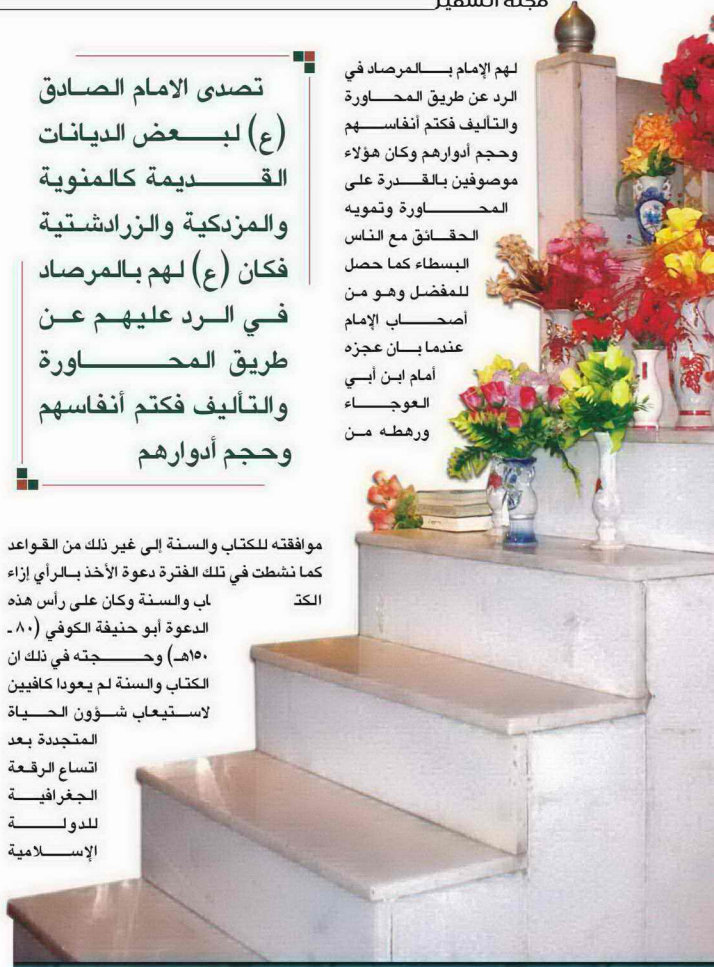 مجلة السفير
لهم الإمام بالمرصاد في
الرد عن طريق المحاورة
والتأليف فكتم أنفاسهم
وحجم أدوارهم وكان هؤلاء
موصوفين بالقدرة على
المحاورة وتمويه
الحقائق مع الناس
البسطاء كما حصل
للمفضل وهو من
أصحاب الإمام
عندما بان عجزه
أمام ابن أبي
العوجاء
ورهطه من
تصدى الامام الصادق
(ع) لبعض الديانات
القديمة كالمنوية
والمزدكية والزرادشتية
فكان (ع) لهم بالمرصاد
في الرد عليهم عن
طريق المحاورة
والتأليف فكتم أنفاسهم
وحجم أدوارهم
موافقته للكتاب والسنة إلى غير ذلك من القواعد
كما نشطت في تلك الفترة دعوة الأخذ بالرأي إزاء
الكتاب والسنة وكان على رأس هذه
الدعوة أبو حنيفة الكوفي (٨٠ ـ
١٥٠هـ) وحجته في ذلك ان
الكتاب والسنة لم يعودا كافيين
لاستيعاب شؤون الحياة
المتجددة بعد
اتساع الرقعة
الجغرافية
للدولة
الإسلامية